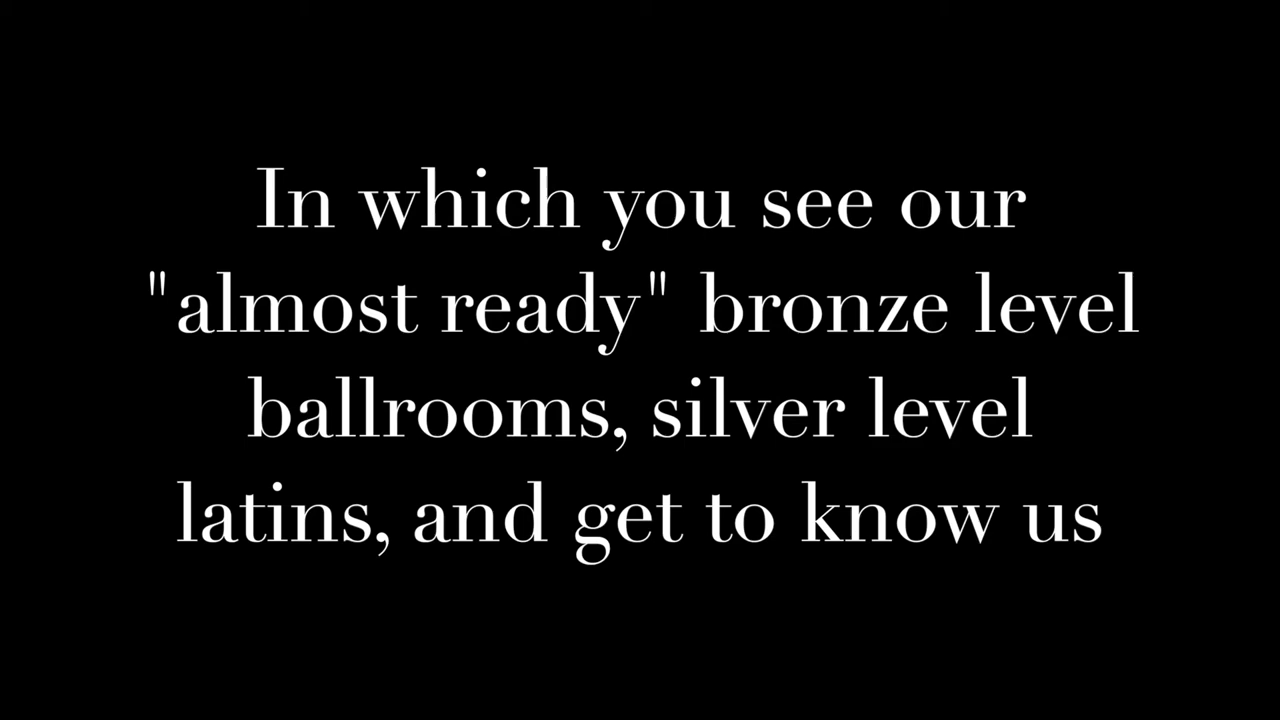 In which you see our
"almost ready" bronze level
ballrooms, silver level
latins, and get to know us